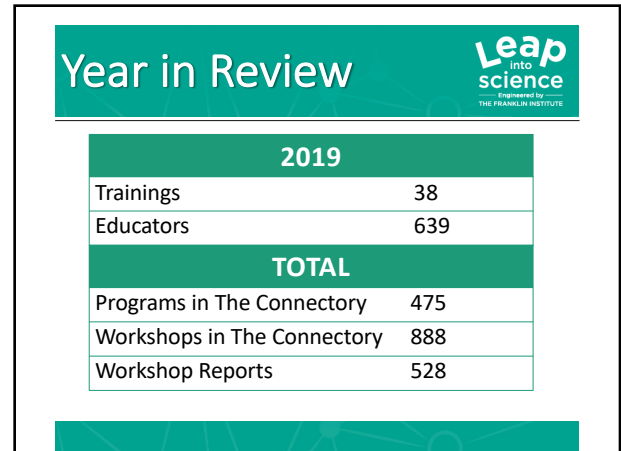 Year in Review
Leap
into
science
Engineered by
THE FRANKLIN INSTITUTE
2019
Trainings 38
Educators 639
TOTAL
Programs in The Connectory 475
Workshops in The Connectory 888
Workshop Reports 528